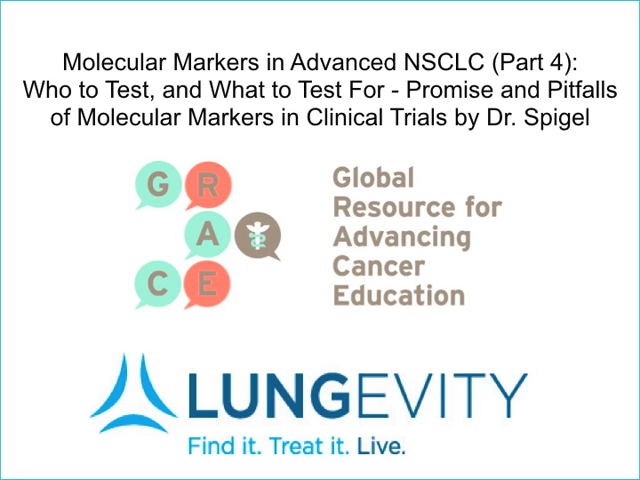 Molecular Markers in Advanced NSCLC (Part 4):
Who to Test, and What to Test For - Promise and Pitfalls
of Molecular Markers in Clinical Trials by Dr. Spigel
G R
A
C E
Global
Resource for
Advancing
Cancer
Education
LUNGEVITY
Find it. Treat it. Live.